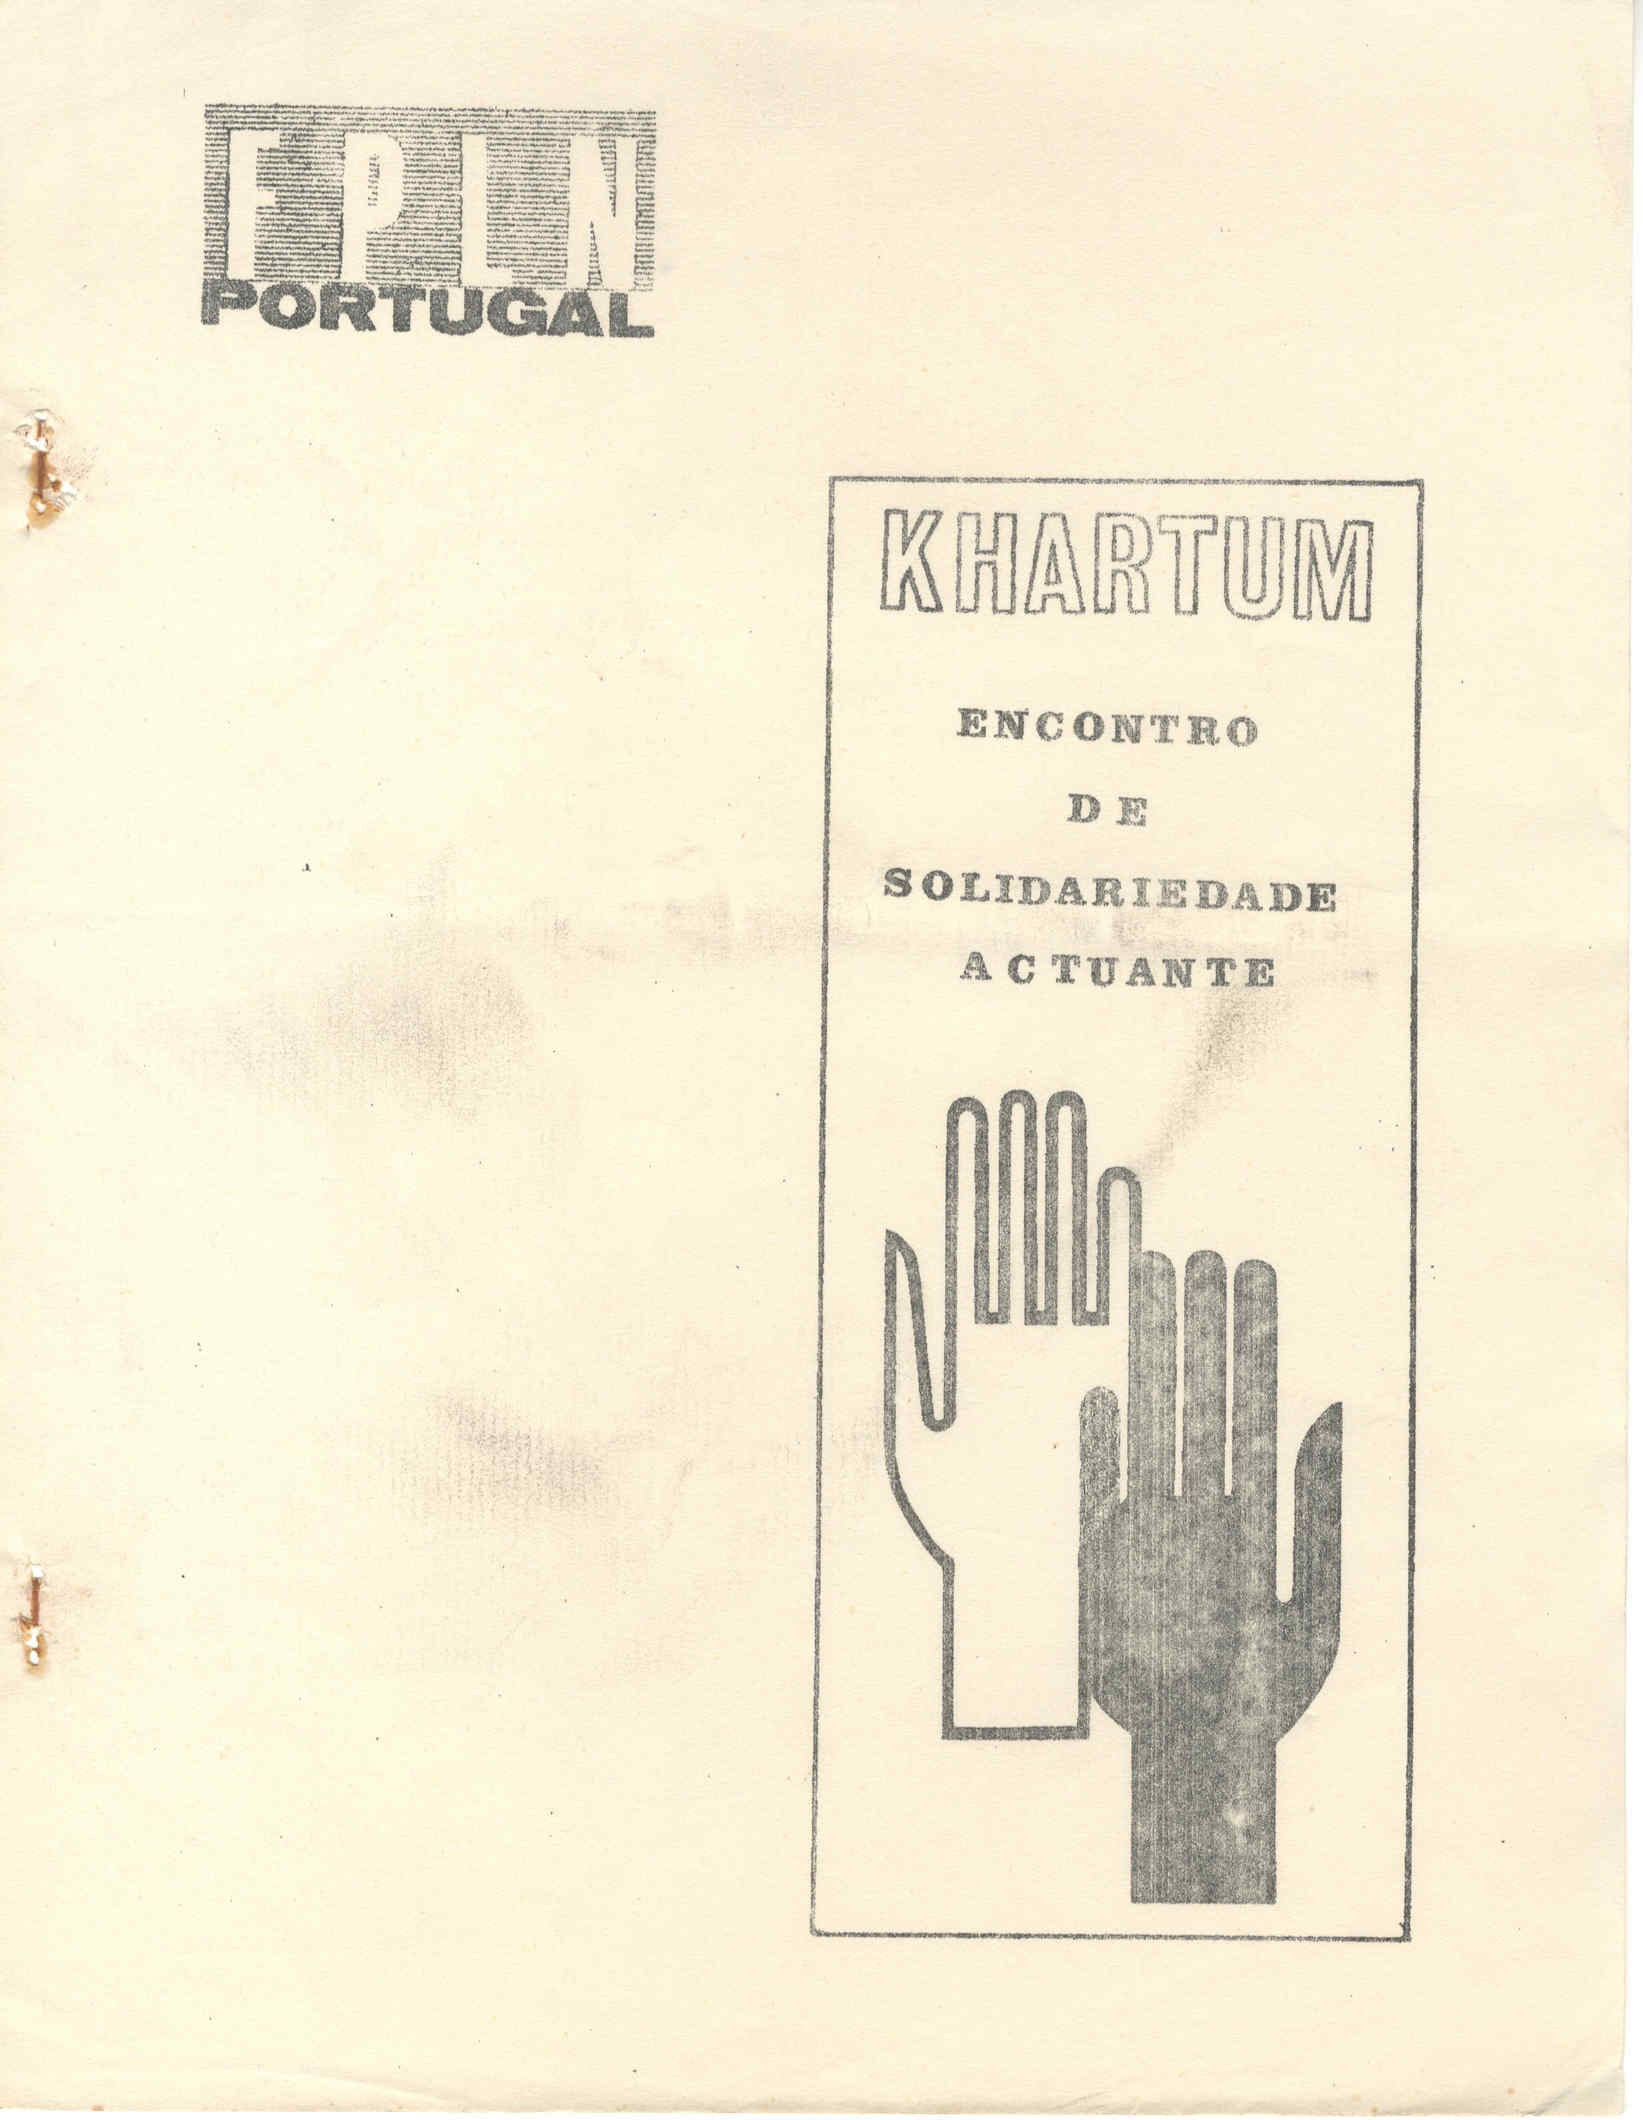 FPLN
PORTUGAL
KHARTUM
ENCONTRO
DE
SOLIDARIEDADE
ACTUANTE